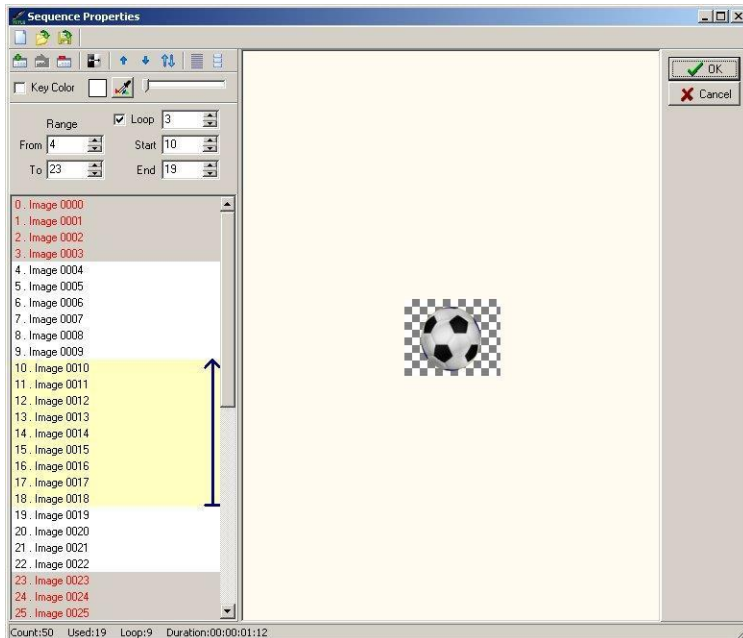 Sequence Properties
Key Color
Range
Loop 3
From 4
Start 10
To 23
End 19
OK
Cancel
0 . Image 0000
1 . Image 0001
2 . Image 0002
3 . Image 0003
4 . Image 0004
5 . Image 0005
6 . Image 0006
7 . Image 0007
8 . Image 0008
9 . Image 0009
10 . Image 0010
11 . Image 0011
12 . Image 0012
13 . Image 0013
14 . Image 0014
15 . Image 0015
16 . Image 0016
17 . Image 0017
18 . Image 0018
19 . Image 0019
20 . Image 0020
21 . Image 0021
22 . Image 0022
23 . Image 0023
24 . Image 0024
25 . Image 0025
Count:50 Used:19 Loop:9 Duration:00:00:01:12